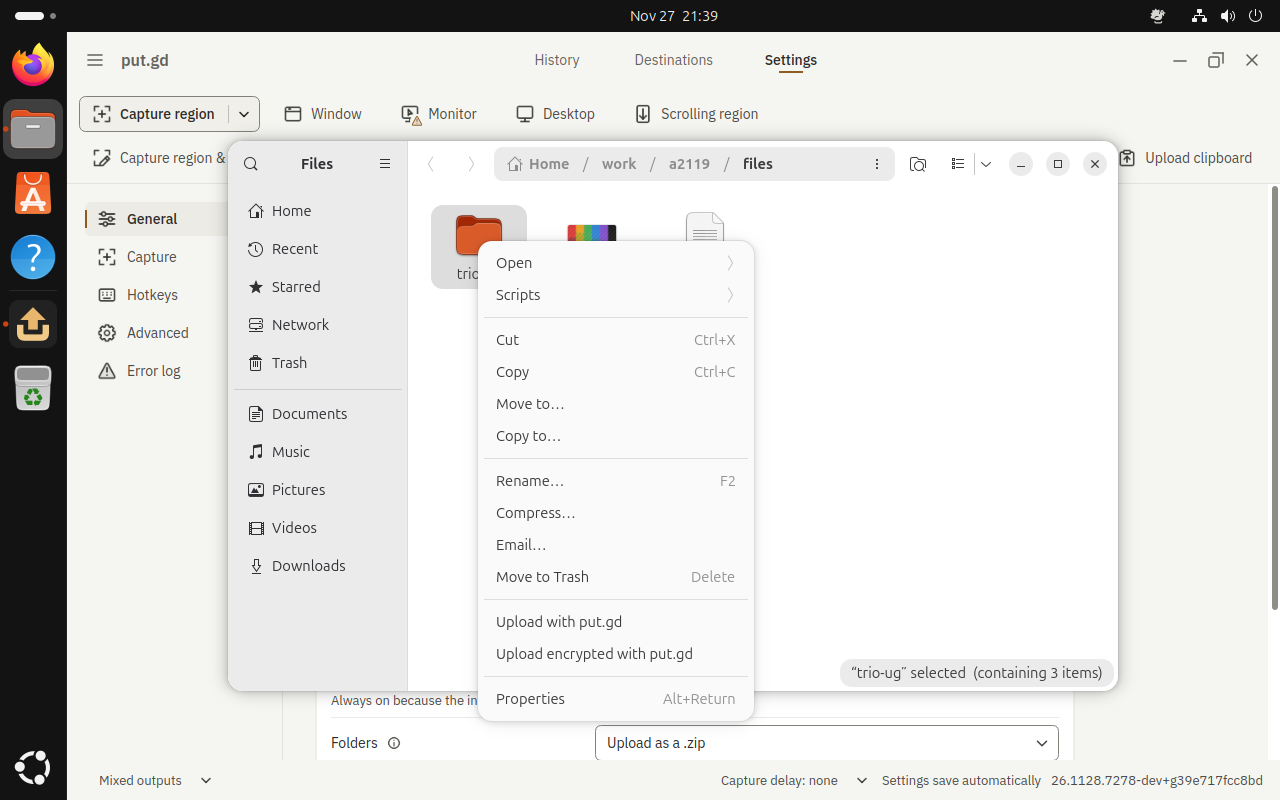 Nov 27 21:39
put.gd
History
Destinations
Settings
Capture region
Window
Monitor
Desktop
Scrolling region
Capture region &
Upload clipboard
General
Capture
Hotkeys
Advanced
Error log
Files
Home / work / a2119 / files
Home
Recent
Starred
Network
Trash
Documents
Music
Pictures
Videos
Downloads
Open
Scripts
Cut Ctrl+X
Copy Ctrl+C
Move to…
Copy to…
Rename… F2
Compress…
Email…
Move to Trash Delete
Upload with put.gd
Upload encrypted with put.gd
Properties Alt+Return
“trio-ug” selected (containing 3 items)
Always on because the in
Folders
Upload as a .zip
Mixed outputs
Capture delay: none
Settings save automatically
26.1128.7278-dev+g39e717fcc8bd